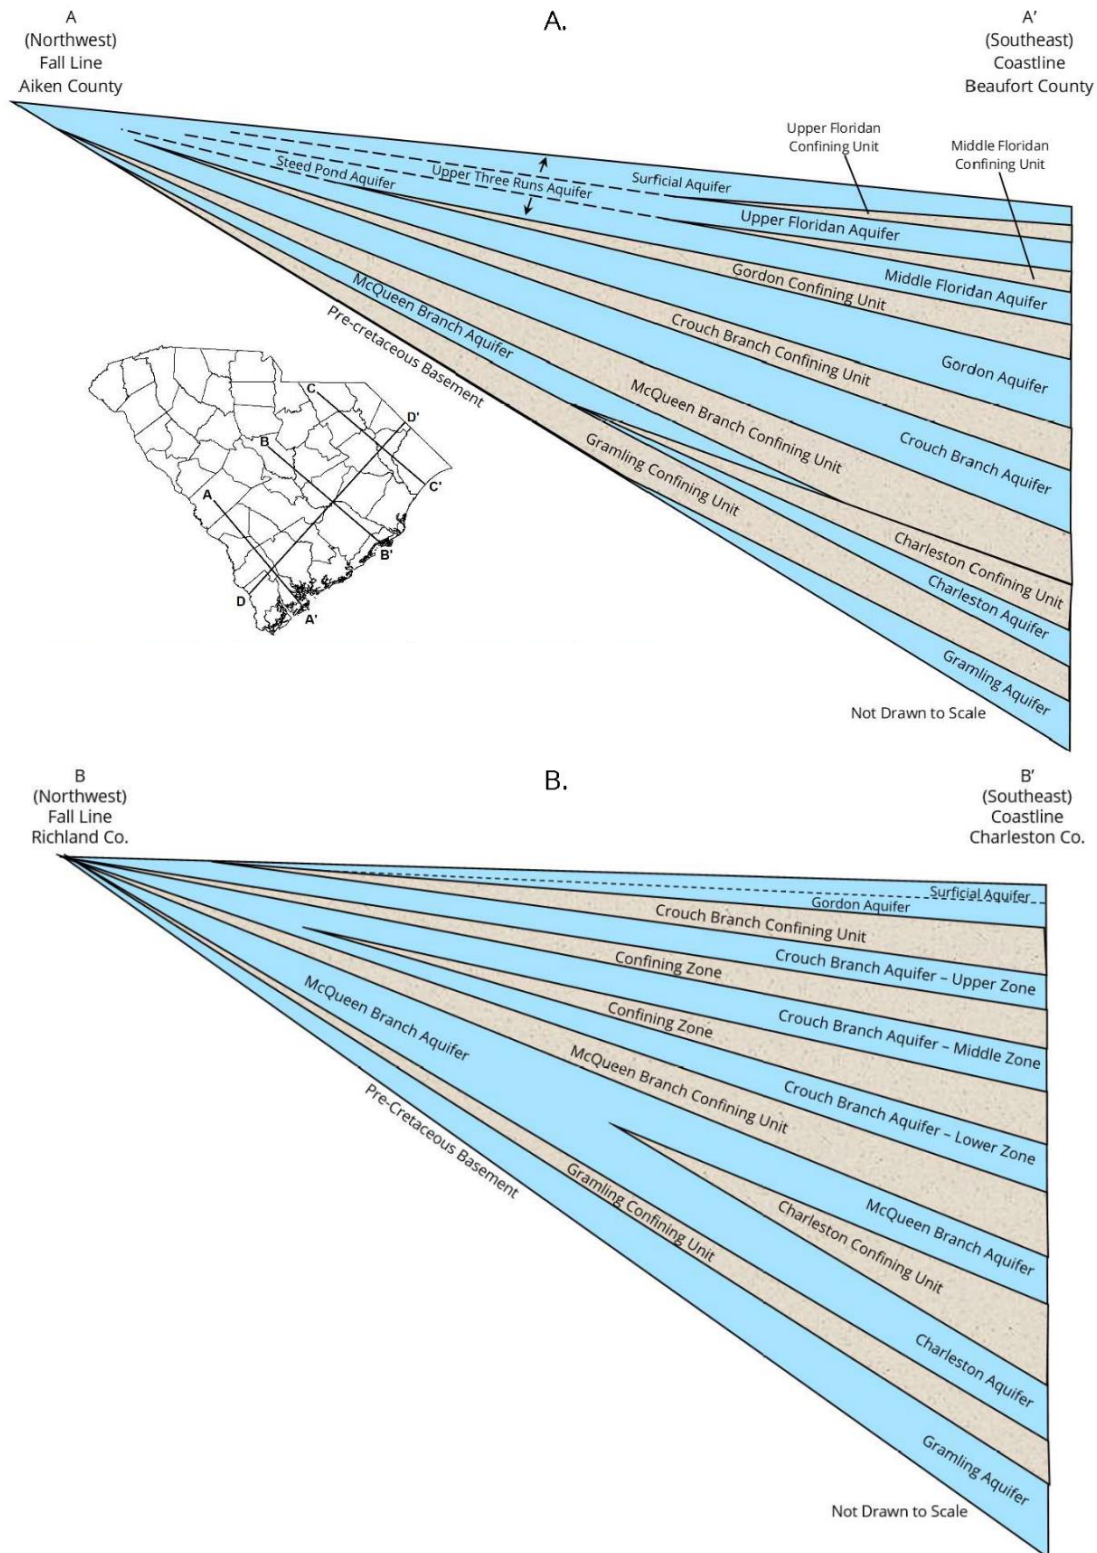 A.
A
(Northwest)
Fall Line
Aiken County
A'
(Southeast)
Coastline
Beaufort County
Upper Floridan
Confining Unit
Middle Floridan
Confining Unit
Steed Pond Aquifer
Upper Three Runs Aquifer
Surficial Aquifer
Upper Floridan Aquifer
Middle Floridan Aquifer
Gordon Confining Unit
Gordon Aquifer
Crouch Branch Confining Unit
Crouch Branch Aquifer
McQueen Branch Aquifer
McQueen Branch Confining Unit
Pre-cretaceous Basement
Gramling Confining Unit
Charleston Confining Unit
Charleston Aquifer
Gramling Aquifer
Not Drawn to Scale
C
D'
B
A
C'
B'
D
A'
B.
B
(Northwest)
Fall Line
Richland Co.
B'
(Southeast)
Coastline
Charleston Co.
Surficial Aquifer
Gordon Aquifer
Crouch Branch Confining Unit
Crouch Branch Aquifer – Upper Zone
Confining Zone
Crouch Branch Aquifer – Middle Zone
Confining Zone
Crouch Branch Aquifer – Lower Zone
McQueen Branch Aquifer
McQueen Branch Confining Unit
McQueen Branch Aquifer
Pre-Cretaceous Basement
Charleston Confining Unit
Gramling Confining Unit
Charleston Aquifer
Gramling Aquifer
Not Drawn to Scale